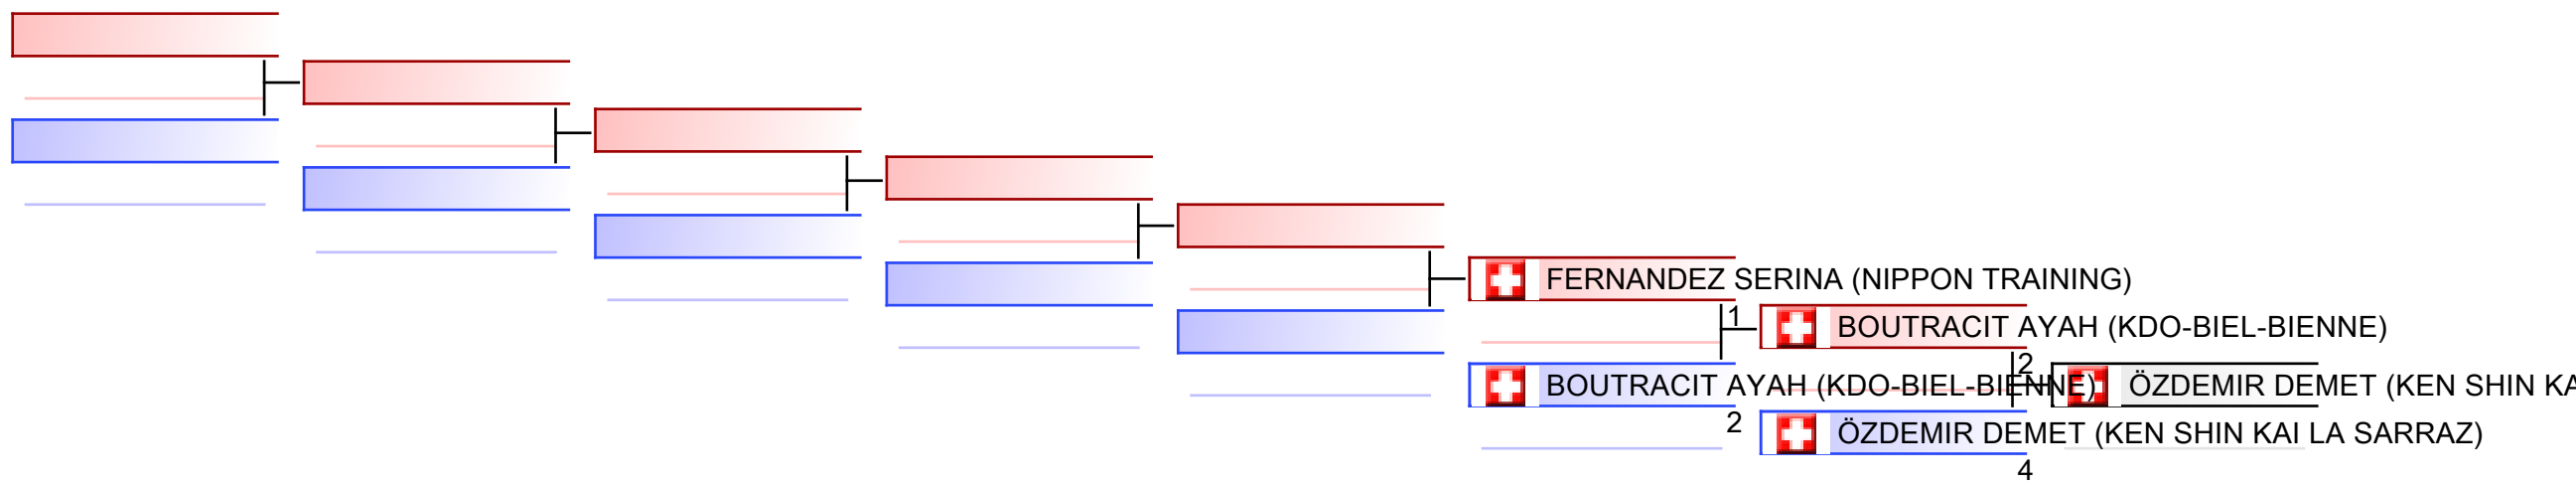 FERNANDEZ SERINA (NIPPON TRAINING)
1
BOUTRACIT AYAH (KDO-BIEL-BIENNE)
2
BOUTRACIT AYAH (KDO-BIEL-BIENNE)
ÖZDEMIR DEMET (KEN SHIN KA
2
ÖZDEMIR DEMET (KEN SHIN KAI LA SARRAZ)
4